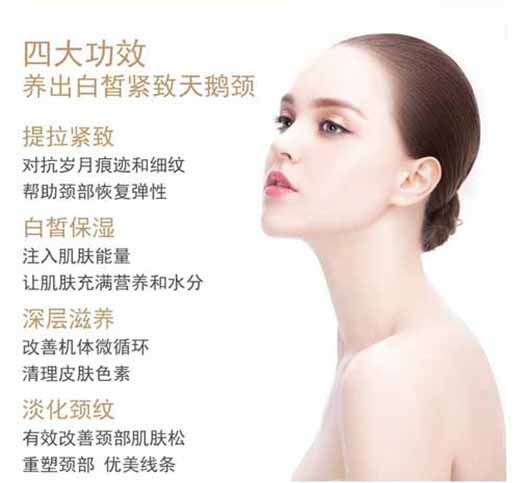 四大功效
养出白皙紧致天鹅颈
提拉紧致
对抗岁月痕迹和细纹
帮助颈部恢复弹性
白皙保湿
注入肌肤能量
让肌肤充满营养和水分
深层滋养
改善机体微循环
清理皮肤色素
淡化颈纹
有效改善颈部肌肤松
重塑颈部 优美线条